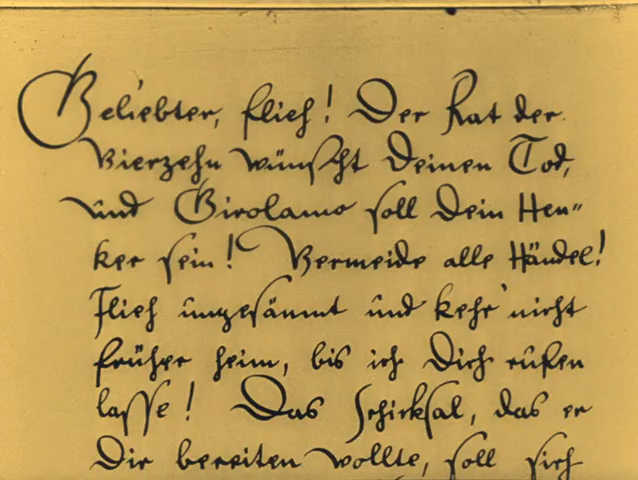 Geliebter, flieh! Der Rat der
Vierzehn wünscht Deinen Tod,
und Girolamo soll Dein Hen=
ker sein! Vermeide alle Händel!
Flieh ungesäumt und kehr' nicht
früher heim, bis ich Dich rufen
lasse! Das Schicksal, das er
Dir bereiten wollte, soll sich